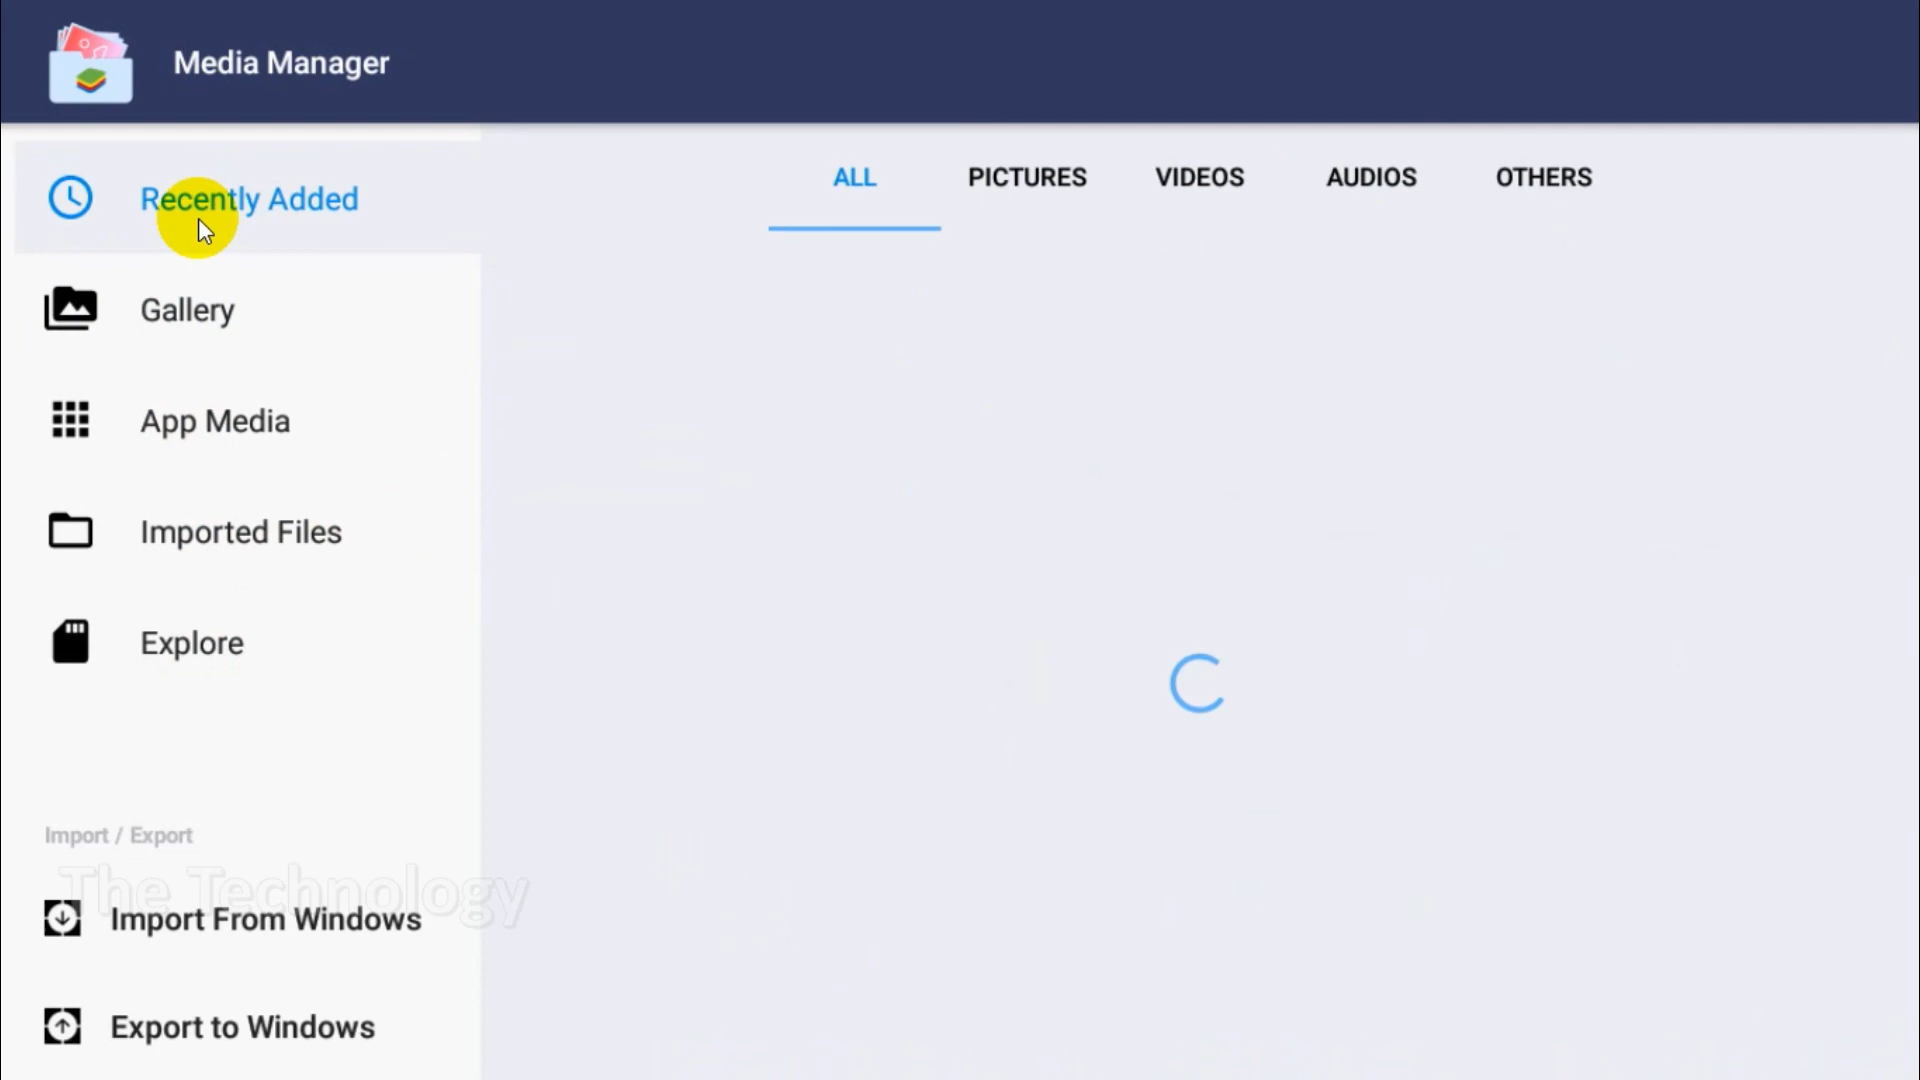 Media Manager
Recently Added
Gallery
App Media
Imported Files
Explore
Import / Export
The Technology
Import From Windows
Export to Windows
ALL
PICTURES
VIDEOS
AUDIOS
OTHERS